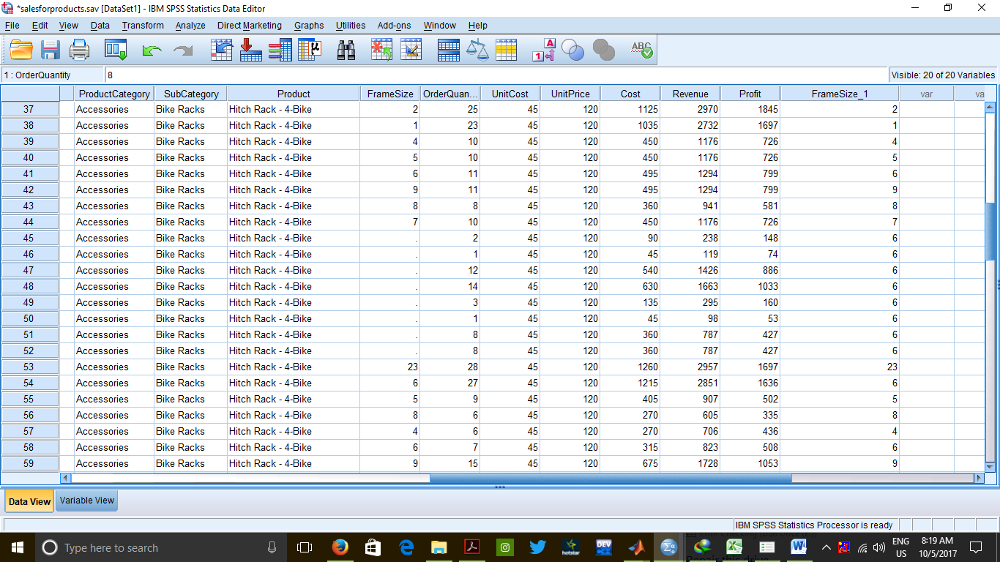 *salesforproducts.sav [DataSet1] - IBM SPSS Statistics Data Editor
File Edit View Data Transform Analyze Direct Marketing Graphs Utilities Add-ons Window Help
1 : OrderQuantity 8 Visible: 20 of 20 Variables
ProductCategory SubCategory Product FrameSize OrderQuan... UnitCost UnitPrice Cost Revenue Profit FrameSize_1 var va
37 Accessories Bike Racks Hitch Rack - 4-Bike 2 25 45 120 1125 2970 1845 2
38 Accessories Bike Racks Hitch Rack - 4-Bike 1 23 45 120 1035 2732 1697 1
39 Accessories Bike Racks Hitch Rack - 4-Bike 4 10 45 120 450 1176 726 4
40 Accessories Bike Racks Hitch Rack - 4-Bike 5 10 45 120 450 1176 726 5
41 Accessories Bike Racks Hitch Rack - 4-Bike 6 11 45 120 495 1294 799 6
42 Accessories Bike Racks Hitch Rack - 4-Bike 9 11 45 120 495 1294 799 9
43 Accessories Bike Racks Hitch Rack - 4-Bike 8 8 45 120 360 941 581 8
44 Accessories Bike Racks Hitch Rack - 4-Bike 7 10 45 120 450 1176 726 7
45 Accessories Bike Racks Hitch Rack - 4-Bike . 2 45 120 90 238 148 6
46 Accessories Bike Racks Hitch Rack - 4-Bike . 1 45 120 45 119 74 6
47 Accessories Bike Racks Hitch Rack - 4-Bike . 12 45 120 540 1426 886 6
48 Accessories Bike Racks Hitch Rack - 4-Bike . 14 45 120 630 1663 1033 6
49 Accessories Bike Racks Hitch Rack - 4-Bike . 3 45 120 135 295 160 6
50 Accessories Bike Racks Hitch Rack - 4-Bike . 1 45 120 45 98 53 6
51 Accessories Bike Racks Hitch Rack - 4-Bike . 8 45 120 360 787 427 6
52 Accessories Bike Racks Hitch Rack - 4-Bike . 8 45 120 360 787 427 6
53 Accessories Bike Racks Hitch Rack - 4-Bike 23 28 45 120 1260 2957 1697 23
54 Accessories Bike Racks Hitch Rack - 4-Bike 6 27 45 120 1215 2851 1636 6
55 Accessories Bike Racks Hitch Rack - 4-Bike 5 9 45 120 405 907 502 5
56 Accessories Bike Racks Hitch Rack - 4-Bike 8 6 45 120 270 605 335 8
57 Accessories Bike Racks Hitch Rack - 4-Bike 4 6 45 120 270 706 436 4
58 Accessories Bike Racks Hitch Rack - 4-Bike 6 7 45 120 315 823 508 6
59 Accessories Bike Racks Hitch Rack - 4-Bike 9 15 45 120 675 1728 1053 9
Data View Variable View
IBM SPSS Statistics Processor is ready
Type here to search
ENG US
8:19 AM
10/5/2017